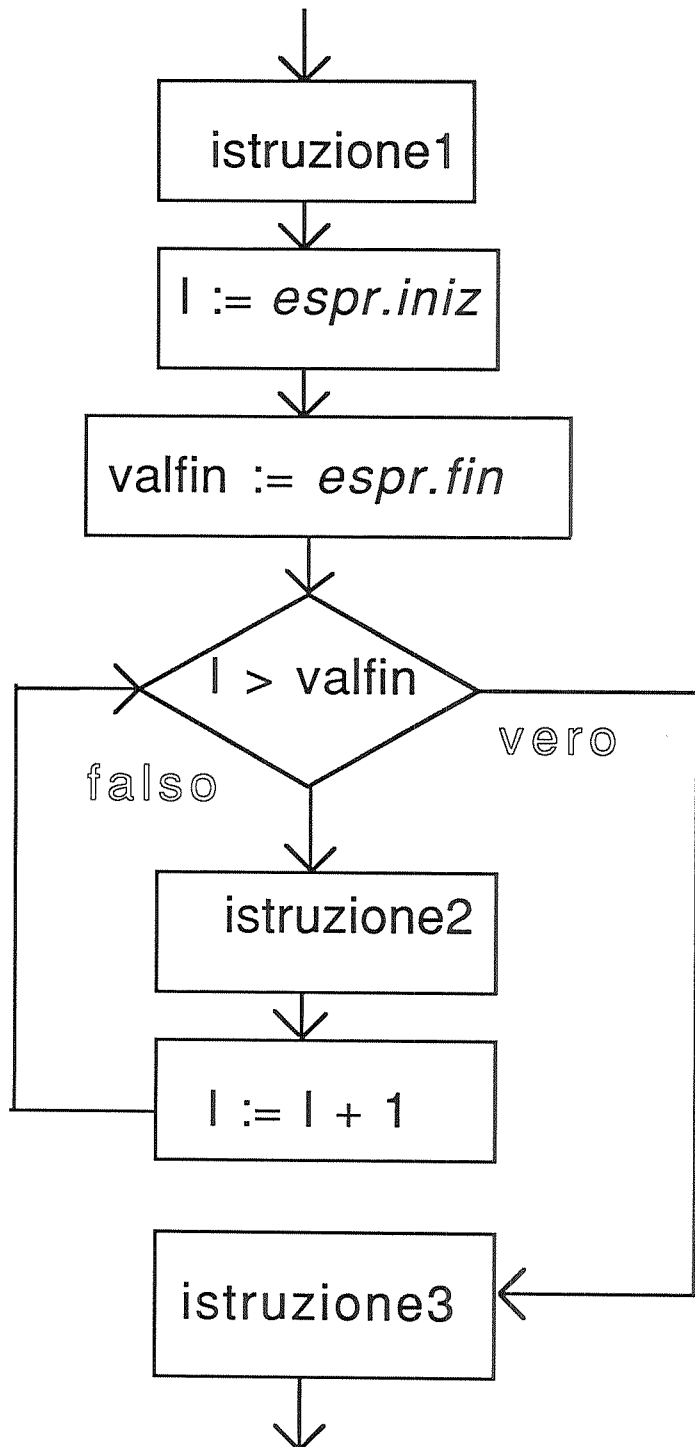 istruzione1
I := espr.iniz
valfin := espr.fin
I > valfin
vero
falso
istruzione2
I := I + 1
istruzione3